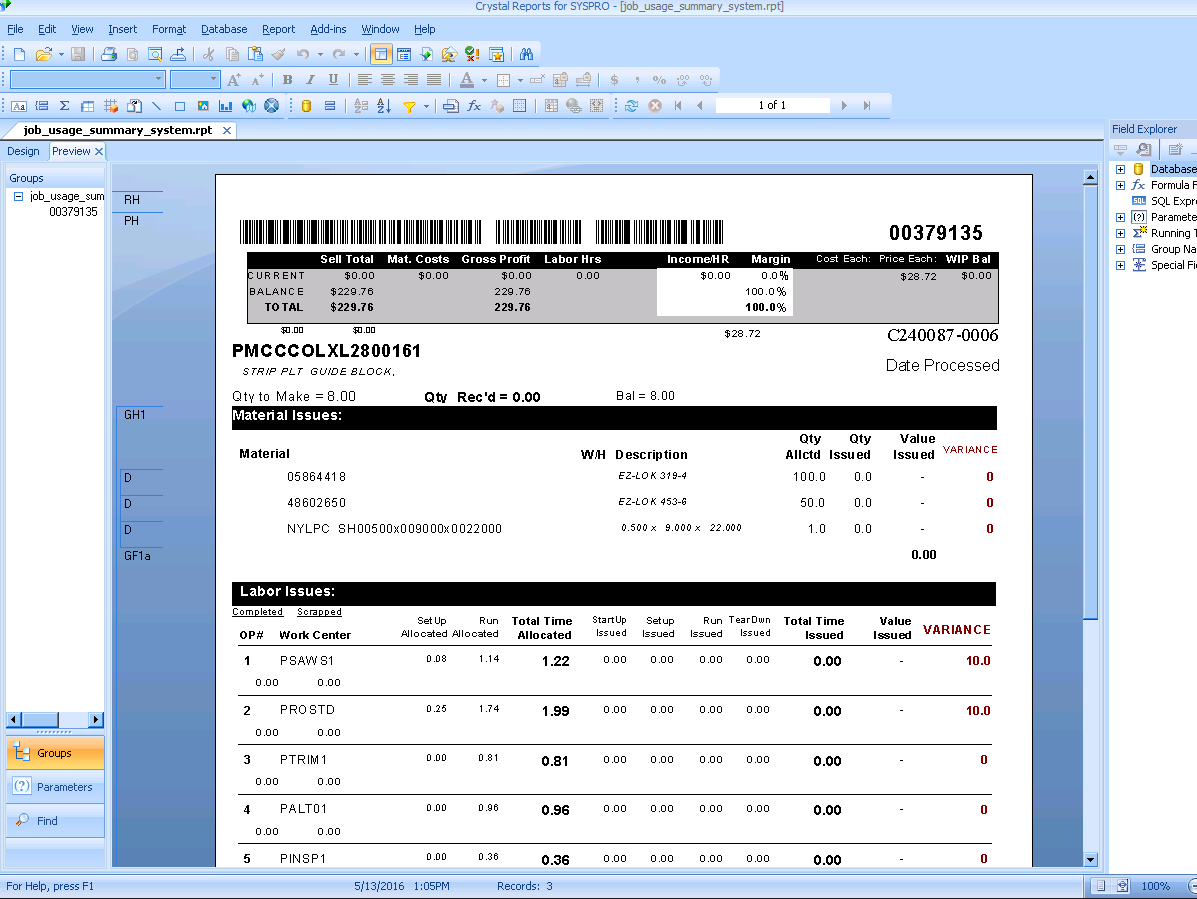 Crystal Reports for SYSPRO - [job_usage_summary_system.rpt]
File Edit View Insert Format Database Report Add-ins Window Help
1 of 1
job_usage_summary_system.rpt
Design Preview
Groups
job_usage_sum
00379135
RH
PH
GH1
D
D
D
GF1a
00379135
Sell Total Mat. Costs Gross Profit Labor Hrs Income/HR Margin Cost Each: Price Each: WIP Bal
CURRENT $0.00 $0.00 $0.00 0.00 $0.00 0.0% $28.72 $0.00
BALANCE $229.76 229.76 100.0%
TOTAL $229.76 229.76 100.0%
$0.00 $0.00 $28.72 C240087-0006
PMCCCOLXL2800161
STRIP PLT GUIDE BLOCK, Date Processed
Qty to Make = 8.00 Qty Rec'd = 0.00 Bal = 8.00
Material Issues:
Material W/H Description Qty Allctd Qty Issued Value Issued VARIANCE
05864418 EZ-LOK 319-4 100.0 0.0 - 0
48602650 EZ-LOK 453-6 50.0 0.0 - 0
NYLPC SH00500x009000x0022000 0.500 x 9.000 x 22.000 1.0 0.0 - 0
0.00
Labor Issues:
Completed Scrapped
OP# Work Center SetUp Allocated Run Allocated Total Time Allocated StartUp Issued Setup Issued Run Issued TearDwn Issued Total Time Issued Value Issued VARIANCE
1 PSAWS1 0.08 1.14 1.22 0.00 0.00 0.00 0.00 0.00 - 10.0
0.00 0.00
2 PROSTD 0.25 1.74 1.99 0.00 0.00 0.00 0.00 0.00 - 10.0
0.00 0.00
3 PTRIM1 0.00 0.81 0.81 0.00 0.00 0.00 0.00 0.00 - 0
0.00 0.00
4 PALT01 0.00 0.96 0.96 0.00 0.00 0.00 0.00 0.00 - 0
0.00 0.00
5 PINSP1 0.00 0.36 0.36 0.00 0.00 0.00 0.00 0.00 - 0
Field Explorer
Database
Formula F
SQL Expre
Paramete
Running T
Group Na
Special Fi
Groups
Parameters
Find
For Help, press F1 5/13/2016 1:05PM Records: 3 100%